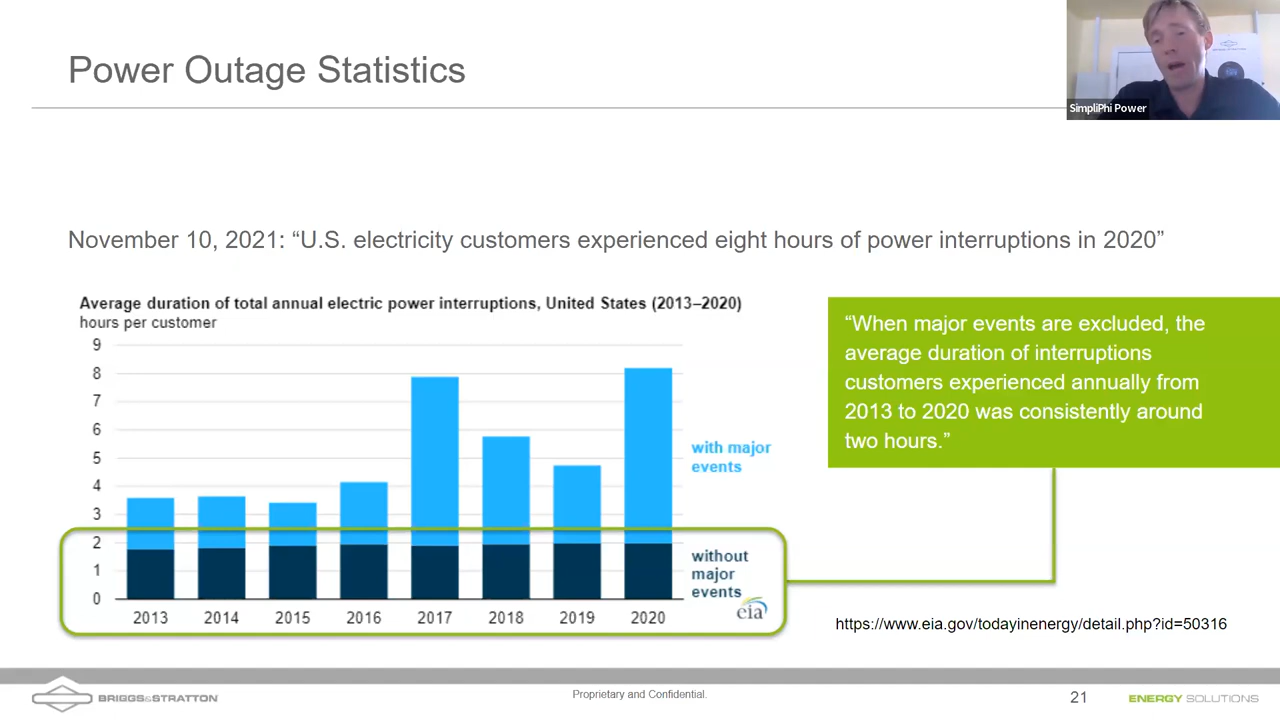 Power Outage Statistics
SimpliPhi Power
November 10, 2021: “U.S. electricity customers experienced eight hours of power interruptions in 2020”
Average duration of total annual electric power interruptions, United States (2013–2020)
hours per customer
9
8
7
6
5
4
3
2
1
0
with major
events
without
major
events
eia
2013 2014 2015 2016 2017 2018 2019 2020
“When major events are excluded, the
average duration of interruptions
customers experienced annually from
2013 to 2020 was consistently around
two hours.”
https://www.eia.gov/todayinenergy/detail.php?id=50316
BRIGGS&STRATTON
Proprietary and Confidential.
21
ENERGY SOLUTIONS